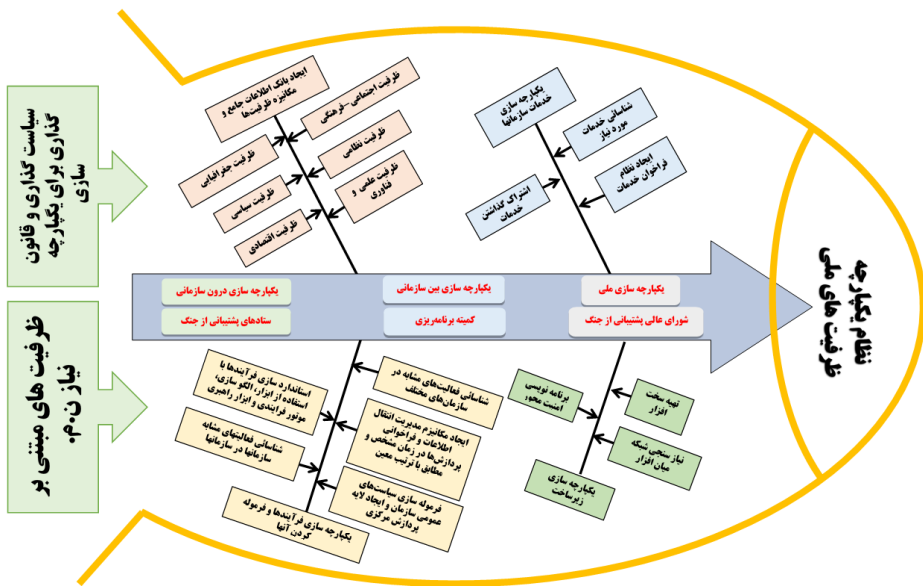 سیاست گذاری و قانون
گذاری برای یکپارچه
سازی
ظرفیت های مبتنی بر
نیاز ن.م.
ایجاد بانک اطلاعات جامع و
مکانیزه ظرفیت‌ها
ظرفیت اجتماعی-فرهنگی
ظرفیت جغرافیایی
ظرفیت نظامی
ظرفیت سیاسی
ظرفیت علمی و
فناوری
ظرفیت اقتصادی
یکپارچه سازی
خدمات سازمانها
شناسائی خدمات
مورد نیاز
ایجاد نظام
فراخوان خدمات
اشتراک گذاشتن
خدمات
یکپارچه سازی درون سازمانی
یکپارچه سازی بین سازمانی
یکپارچه سازی ملی
ستادهای پشتیبانی از جنگ
کمیته برنامه‌ریزی
شورای عالی پشتیبانی از جنگ
نظام یکپارچه
ظرفیت های ملی
شناسائی فعالیت‌های مشابه در
سازمان‌های مختلف
استاندارد سازی فرآیندها با
استفاده از ابزار، الگو سازی،
موتور فرایندی و ابزار راهبری
ایجاد مکانیزم مدیریت انتقال
اطلاعات و فراخوانی
پردازش‌ها در زمان مشخص و
مطابق با ترتیب معین
شناسائی فعالیتهای مشابه
سازمانها در سازمانها
فرموله سازی سیاست‌های
عمومی سازمان و ایجاد لایه
پردازش مرکزی
یکپارچه سازی فرآیندها و فرموله
کردن آنها
تهیه سخت
افزار
برنامه نویسی
امنیت محور
نیاز سنجی شبکه
میان افزار
یکپارچه سازی
زیرساخت